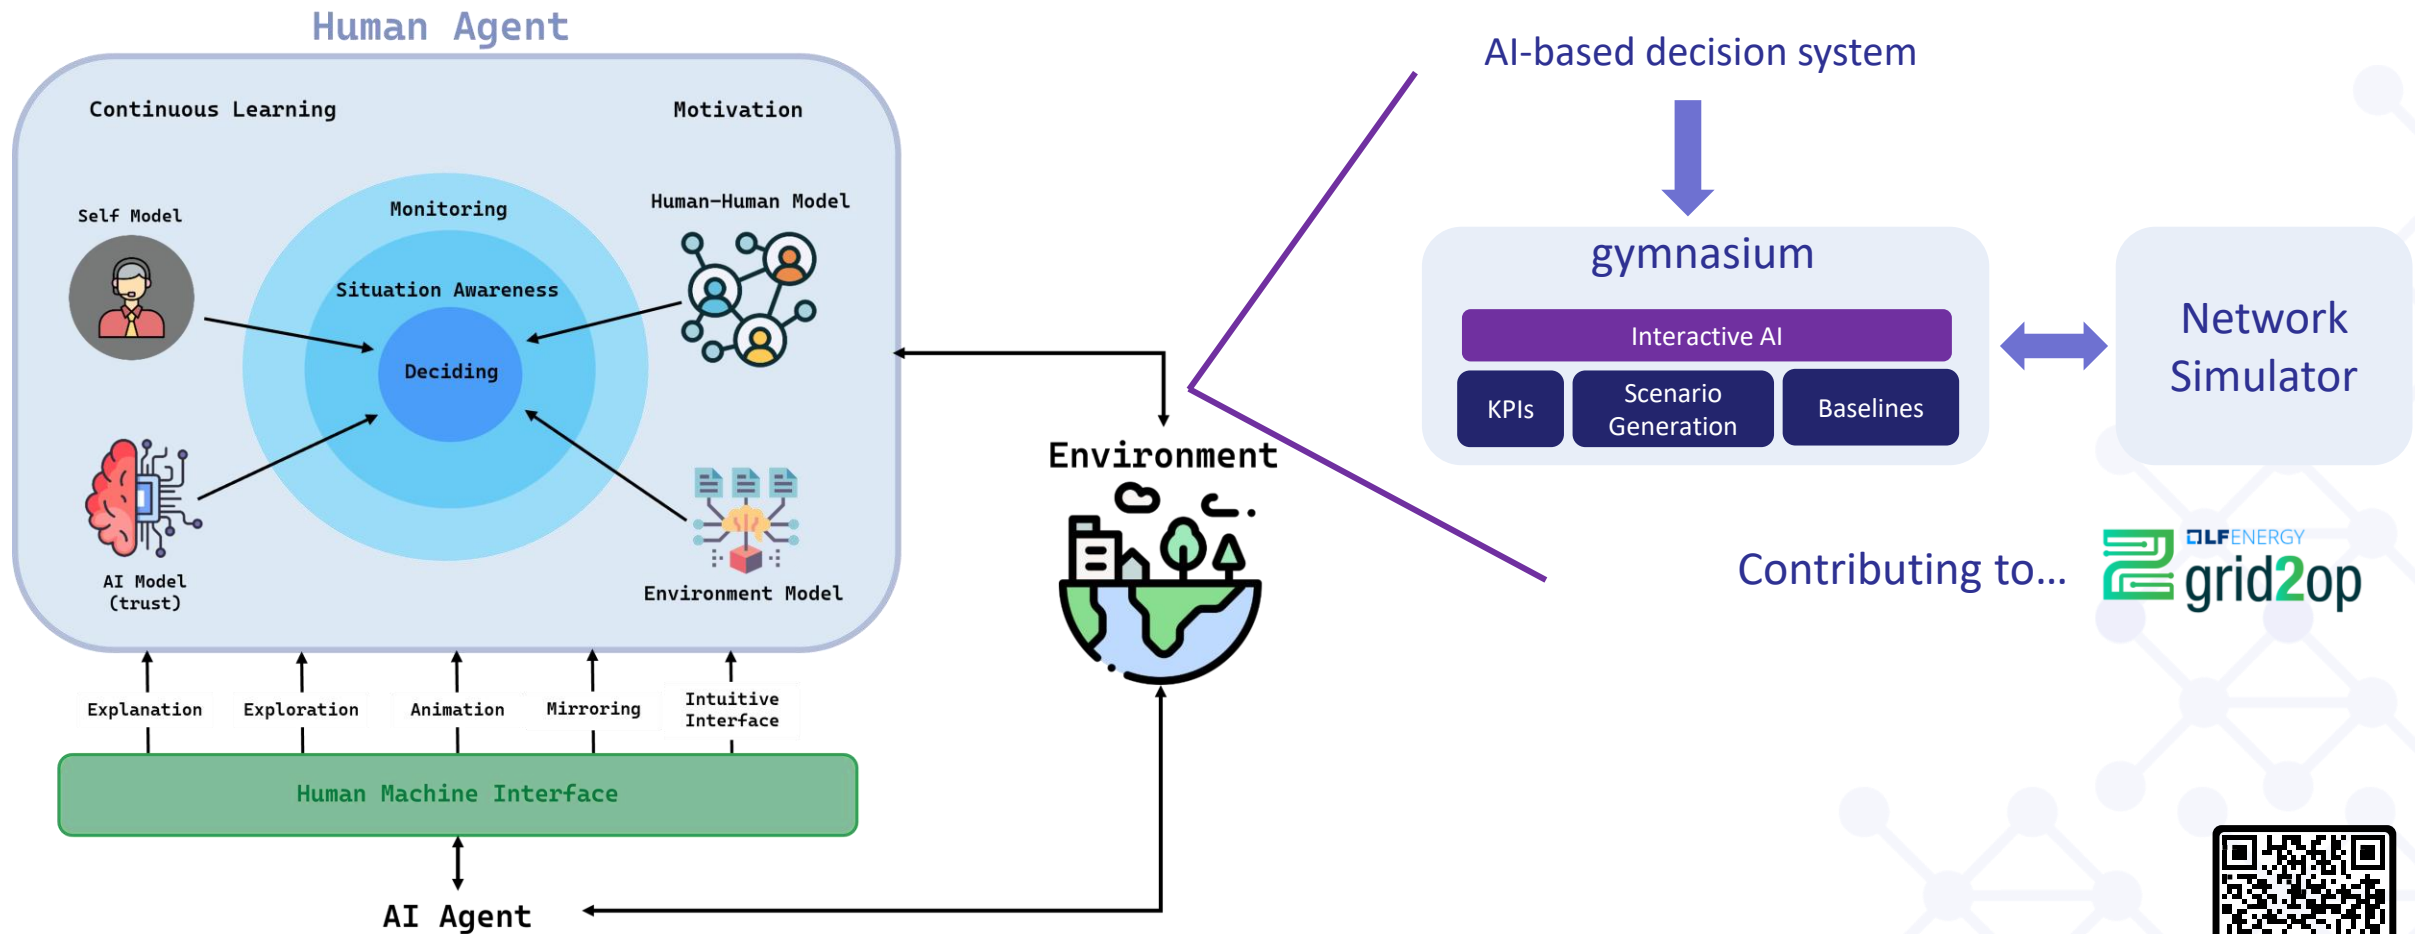 Human Agent
Continuous Learning
Motivation
Self Model
Monitoring
Human-Human Model
Situation Awareness
Deciding
AI Model
(trust)
Environment Model
Explanation
Exploration
Animation
Mirroring
Intuitive
Interface
Human Machine Interface
AI Agent
Environment
AI-based decision system
gymnasium
Interactive AI
KPIs
Scenario
Generation
Baselines
Network
Simulator
Contributing to...
LFENERGY
grid2op